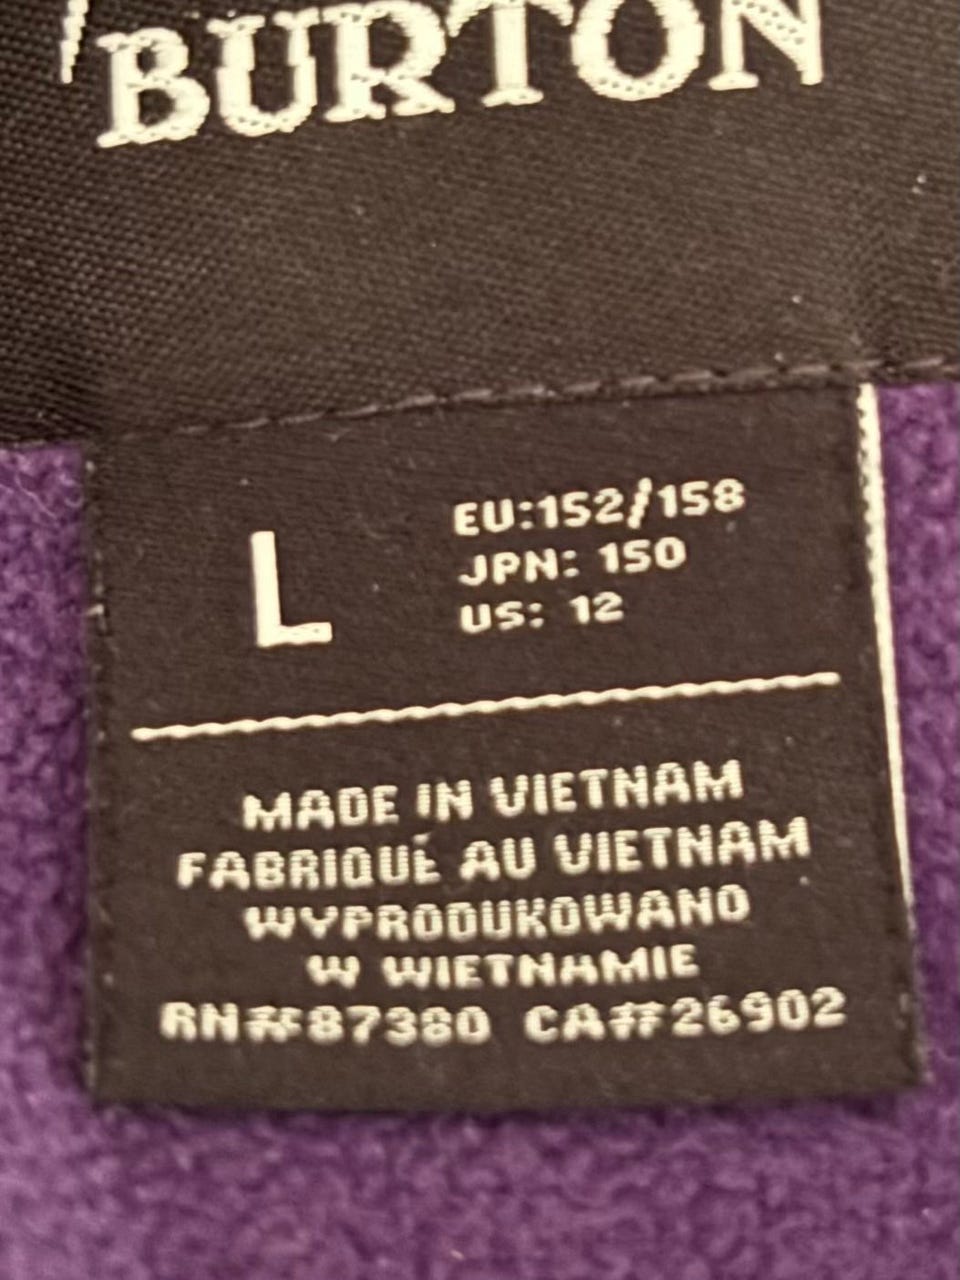 BURTON
L
EU:152/158
JPN: 150
US: 12
MADE IN VIETNAM
FABRIQUÉ AU VIETNAM
WYPRODUKOWANO
W WIETNAMIE
RN#87380 CA#26902